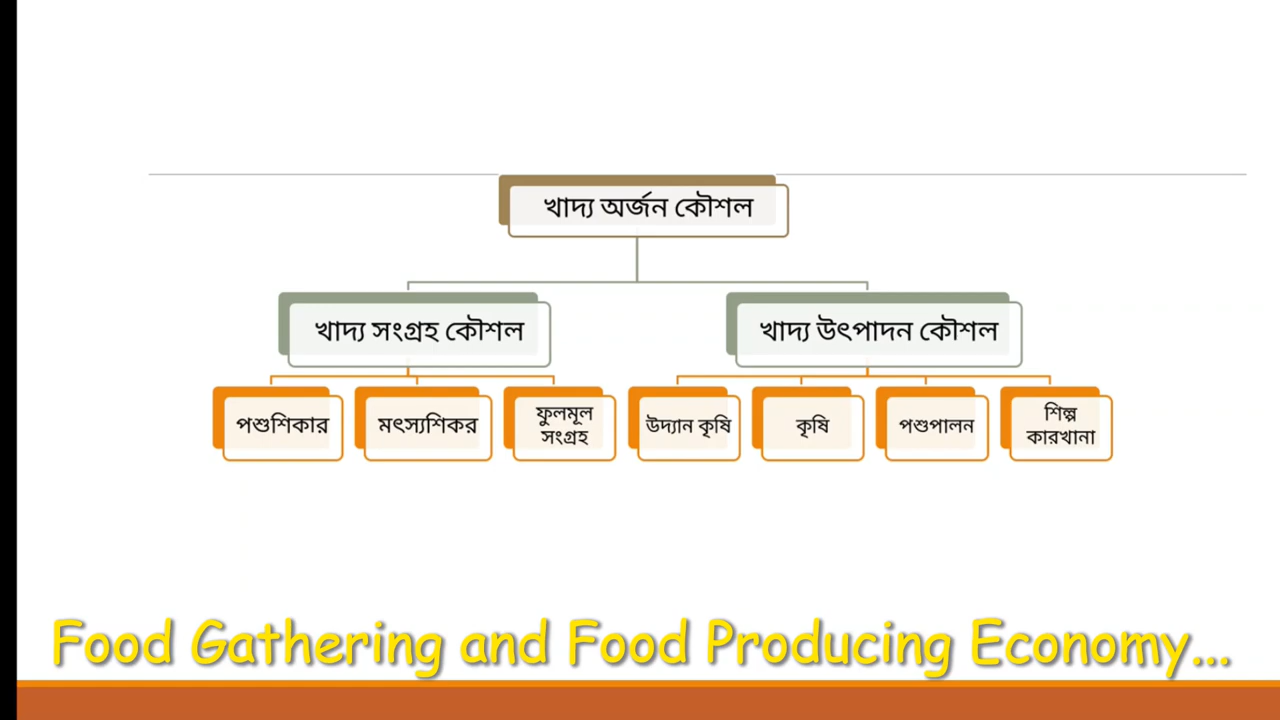 খাদ্য অর্জন কৌশল
খাদ্য সংগ্রহ কৌশল
খাদ্য উৎপাদন কৌশল
পশুশিকার
মৎস্যশিকর
ফুলমূল
সংগ্রহ
উদ্যান কৃষি
কৃষি
পশুপালন
শিল্প
কারখানা
Food Gathering and Food Producing Economy...